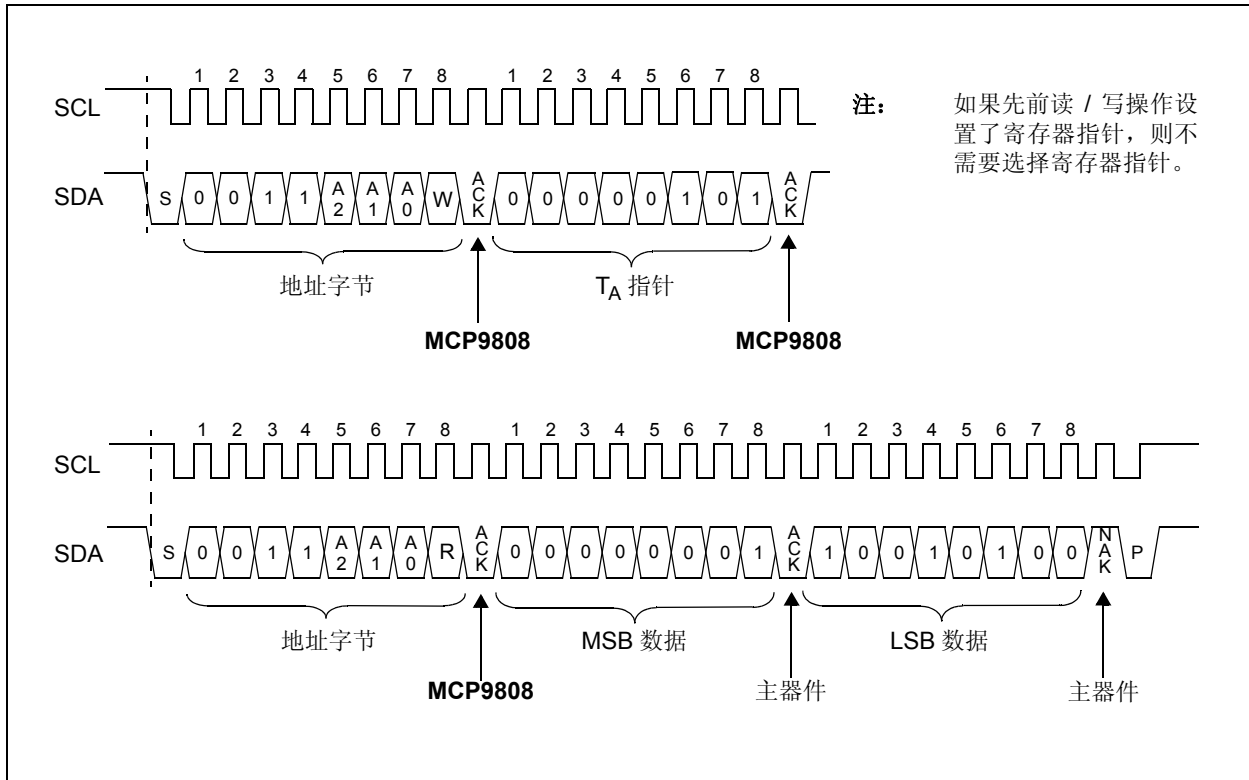 1 2 3 4 5 6 7 8 1 2 3 4 5 6 7 8
SCL
SDA
S 0 0 1 1 A2 A1 A0 W ACK 0 0 0 0 0 1 0 1 ACK
地址字节
TA 指针
MCP9808
MCP9808
注：
如果先前读 / 写操作设
置了寄存器指针，则不
需要选择寄存器指针。
1 2 3 4 5 6 7 8 1 2 3 4 5 6 7 8 1 2 3 4 5 6 7 8
SCL
SDA
S 0 0 1 1 A2 A1 A0 R ACK 0 0 0 0 0 0 0 1 ACK 1 0 0 1 0 1 0 0 NAK P
地址字节
MSB 数据
LSB 数据
MCP9808
主器件
主器件